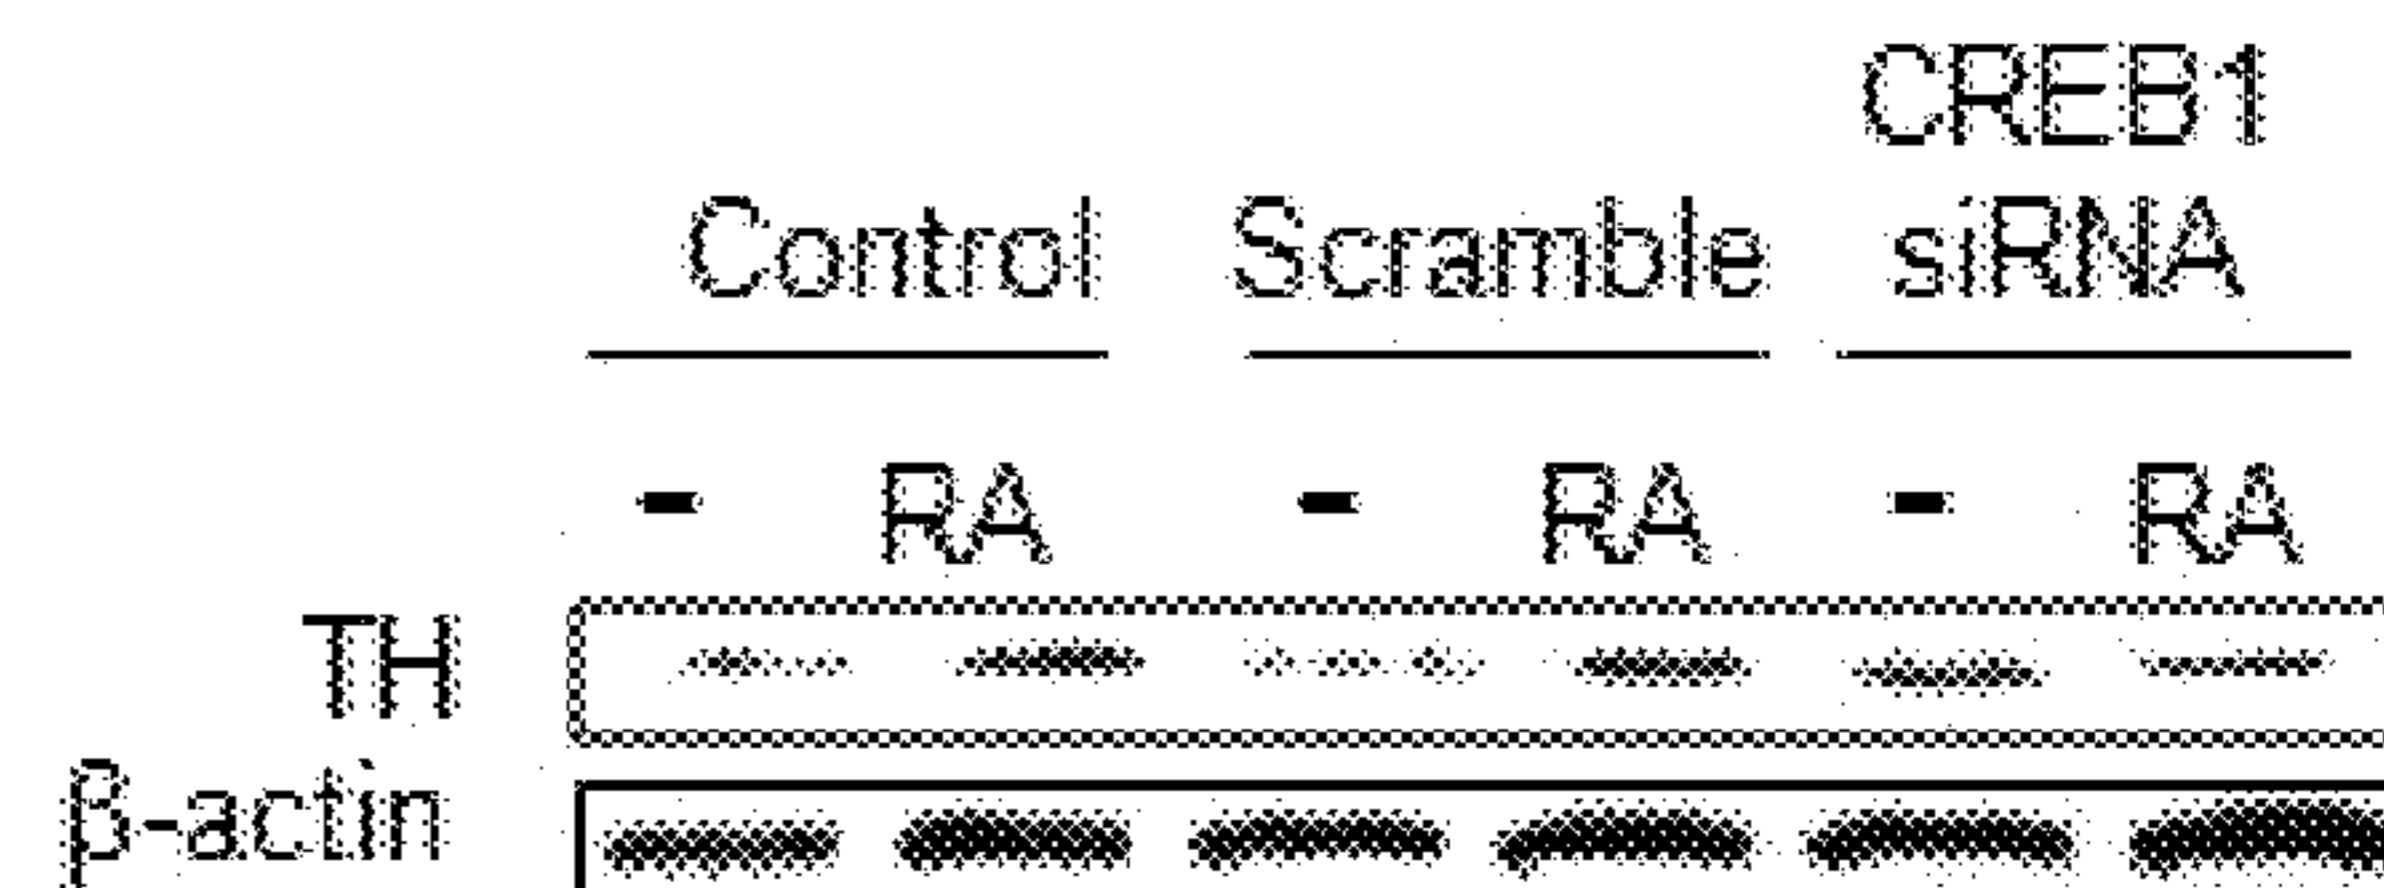 CREB1
Control Scramble siRNA
- RA - RA - RA
TH
β-actin